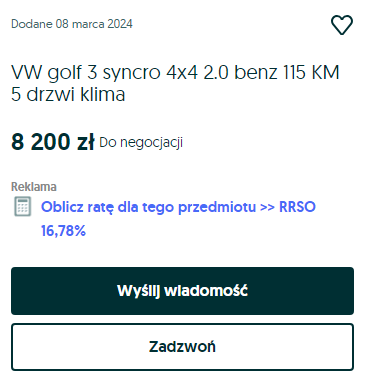 Dodane 08 marca 2024
VW golf 3 syncro 4x4 2.0 benz 115 KM
5 drzwi klima
8 200 zł Do negocjacji
Reklama
Oblicz ratę dla tego przedmiotu >> RRSO
16,78%
Wyślij wiadomość
Zadzwoń